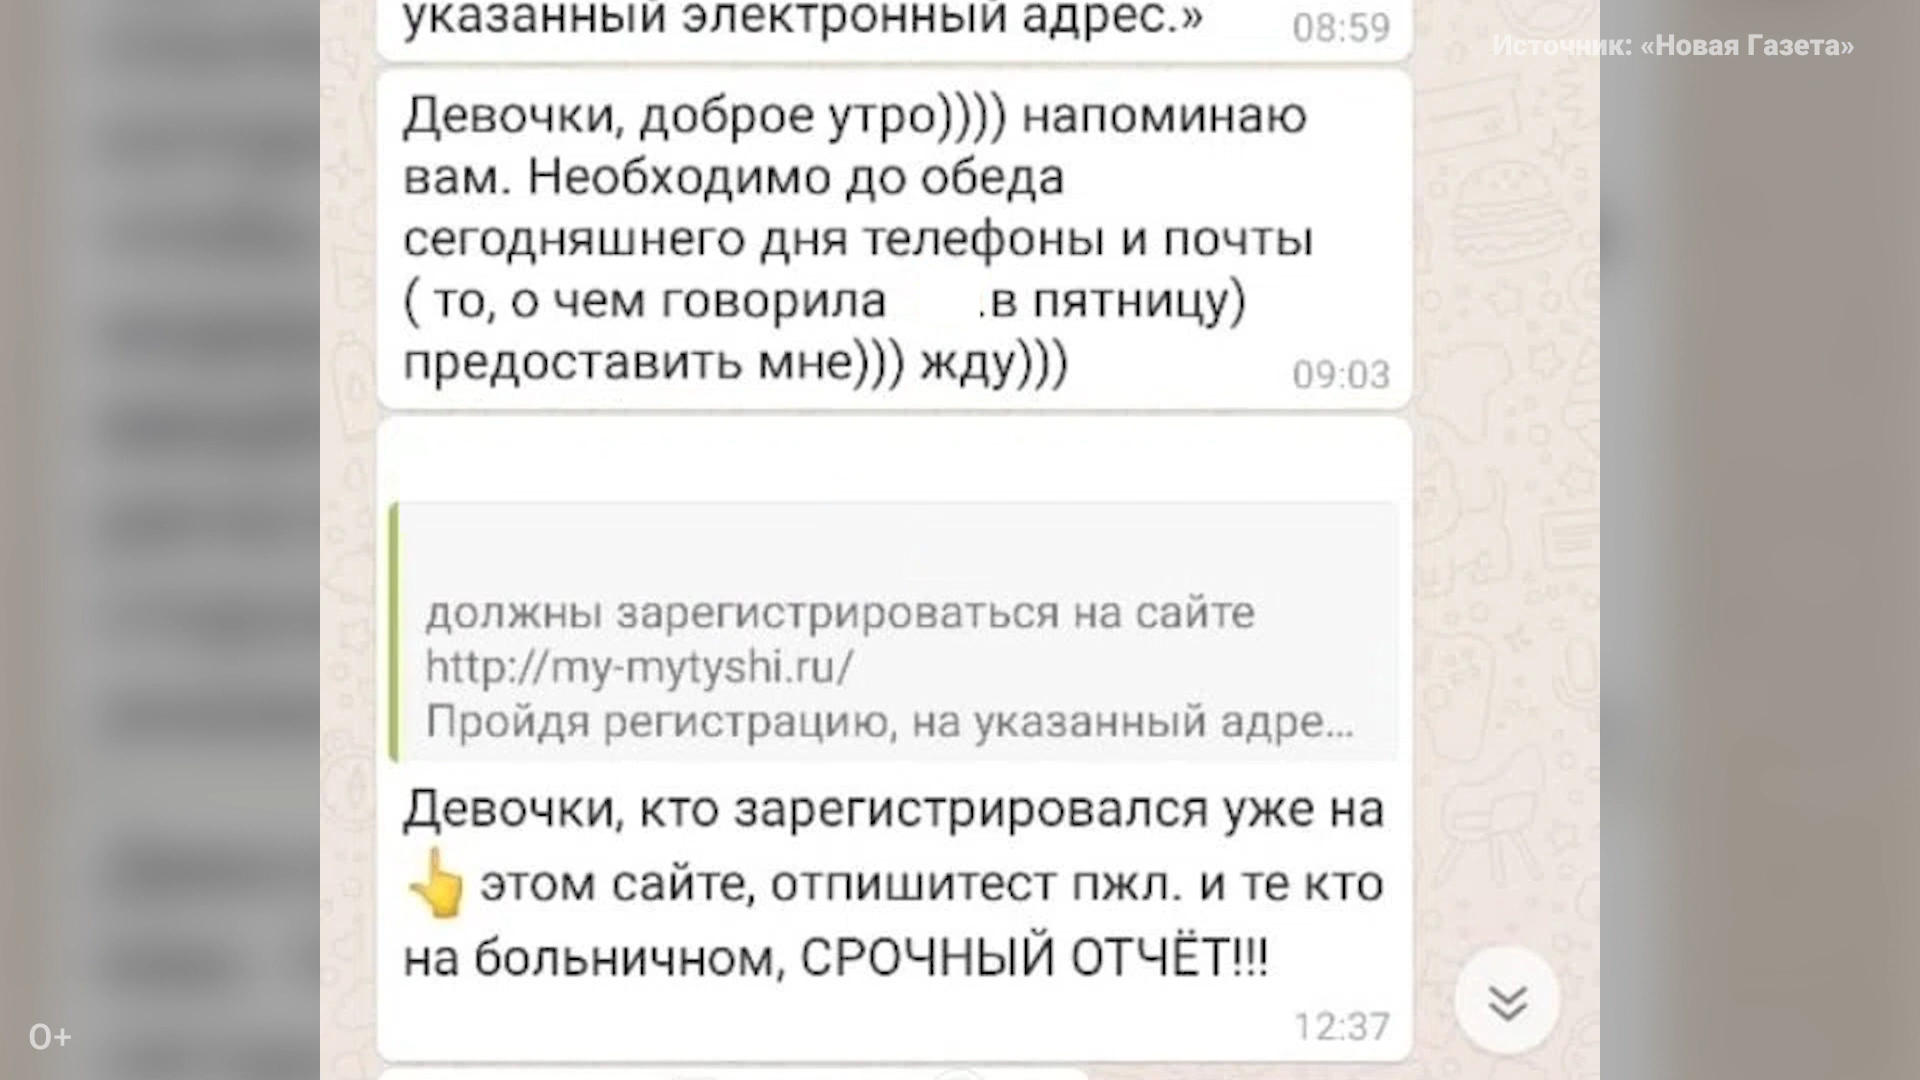 указанный электронный адрес.»
08:59
Источник: «Новая Газета»
Девочки, доброе утро)))) напоминаю
вам. Необходимо до обеда
сегодняшнего дня телефоны и почты
( то, о чем говорила .в пятницу)
предоставить мне))) жду)))
09:03
должны зарегистрироваться на сайте
http://my-mytyshi.ru/
Пройдя регистрацию, на указанный адре...
Девочки, кто зарегистрировался уже на
👆 этом сайте, отпишитест пжл. и те кто
на больничном, СРОЧНЫЙ ОТЧЁТ!!!
12:37
0+